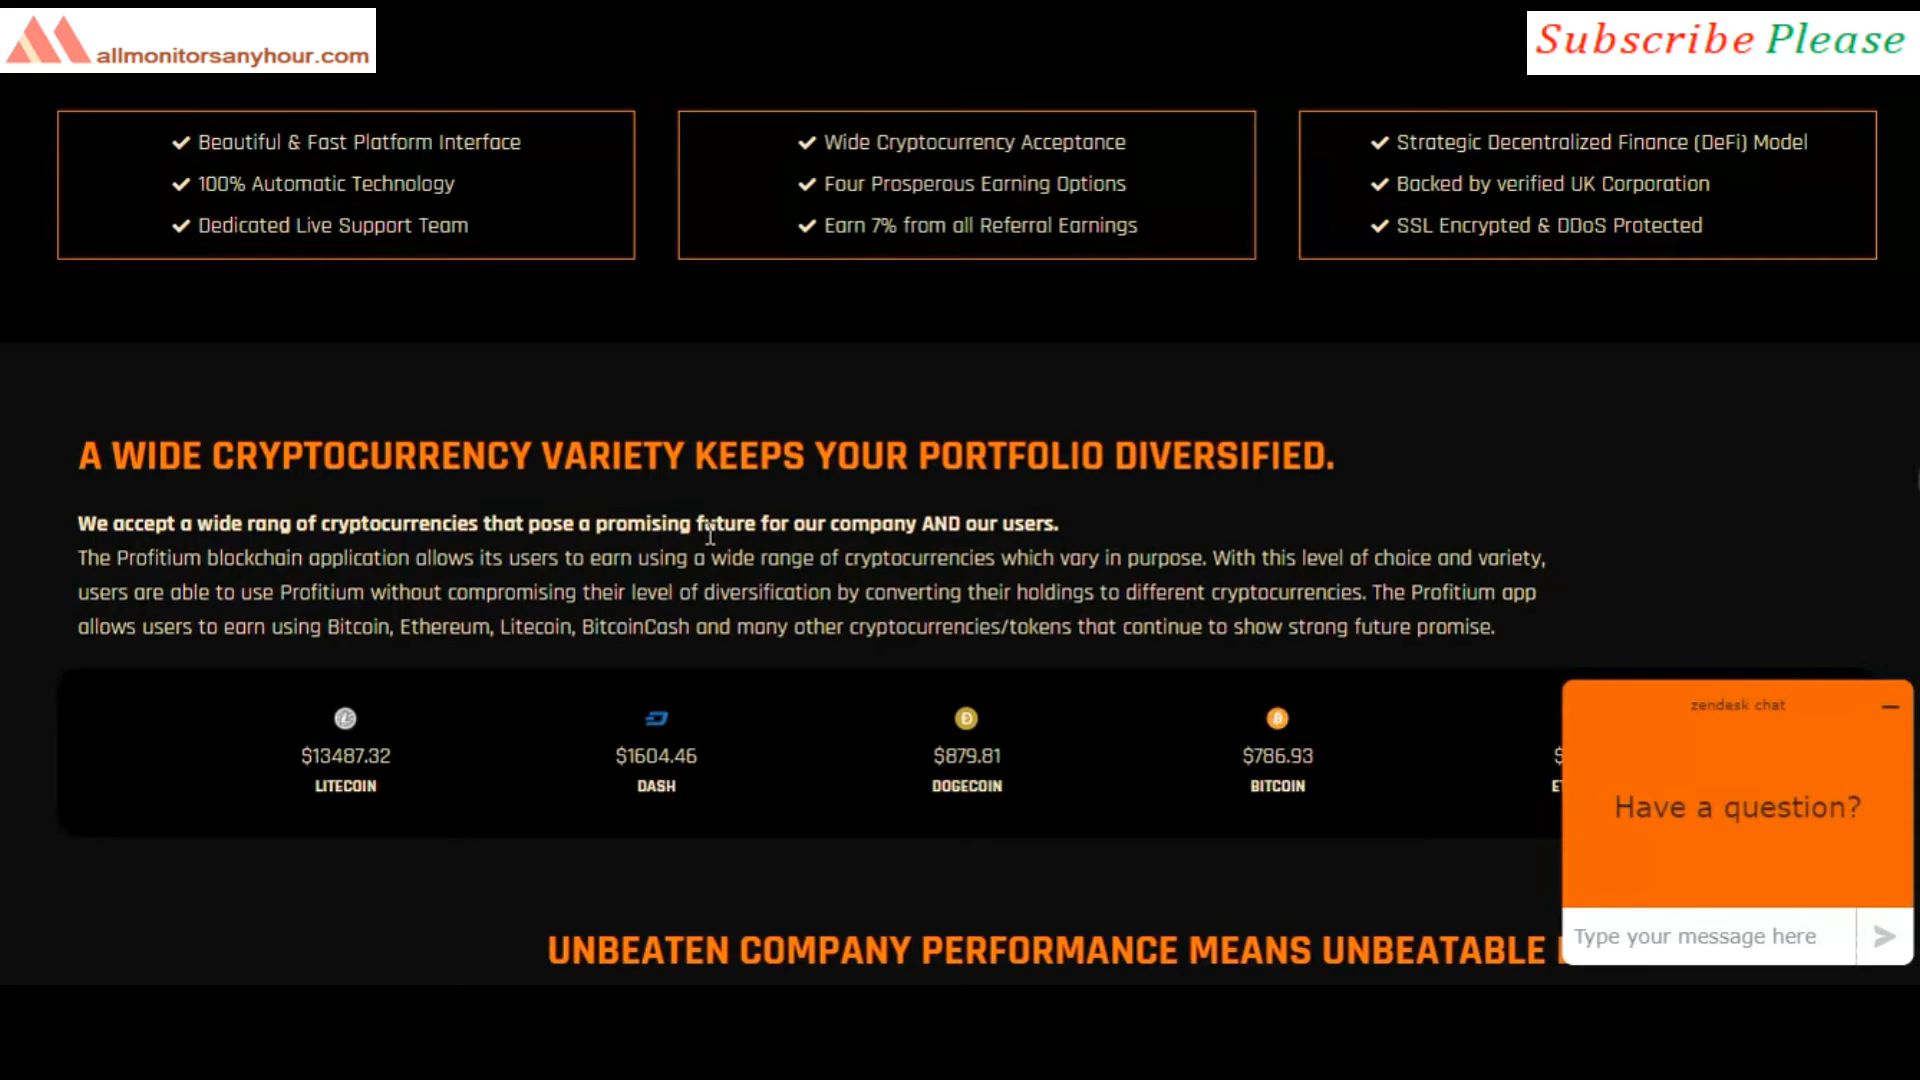 allmonitorsanyhour.com
Subscribe Please
Beautiful & Fast Platform Interface
100% Automatic Technology
Dedicated Live Support Team
Wide Cryptocurrency Acceptance
Four Prosperous Earning Options
Earn 7% from all Referral Earnings
Strategic Decentralized Finance (DeFi) Model
Backed by verified UK Corporation
SSL Encrypted & DDoS Protected
A WIDE CRYPTOCURRENCY VARIETY KEEPS YOUR PORTFOLIO DIVERSIFIED.
We accept a wide rang of cryptocurrencies that pose a promising future for our company AND our users.
The Profitium blockchain application allows its users to earn using a wide range of cryptocurrencies which vary in purpose. With this level of choice and variety,
users are able to use Profitium without compromising their level of diversification by converting their holdings to different cryptocurrencies. The Profitium app
allows users to earn using Bitcoin, Ethereum, Litecoin, BitcoinCash and many other cryptocurrencies/tokens that continue to show strong future promise.
$13487.32
LITECOIN
$1604.46
DASH
$879.81
DOGECOIN
$786.93
BITCOIN
zendesk chat
Have a question?
Type your message here
UNBEATEN COMPANY PERFORMANCE MEANS UNBEATABLE